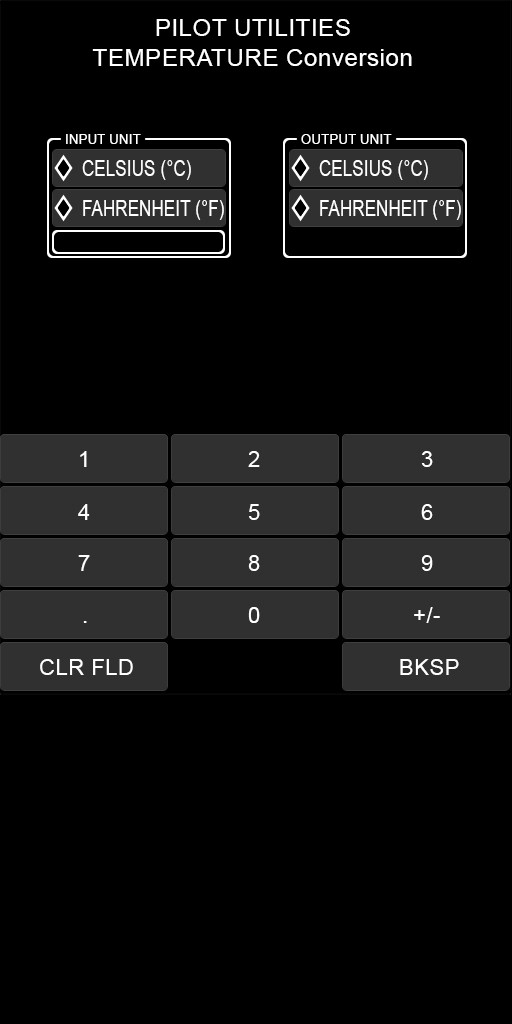 PILOT UTILITIES
TEMPERATURE Conversion
INPUT UNIT
CELSIUS (°C)
FAHRENHEIT (°F)
OUTPUT UNIT
CELSIUS (°C)
FAHRENHEIT (°F)
1 2 3
4 5 6
7 8 9
. 0 +/-
CLR FLD BKSP